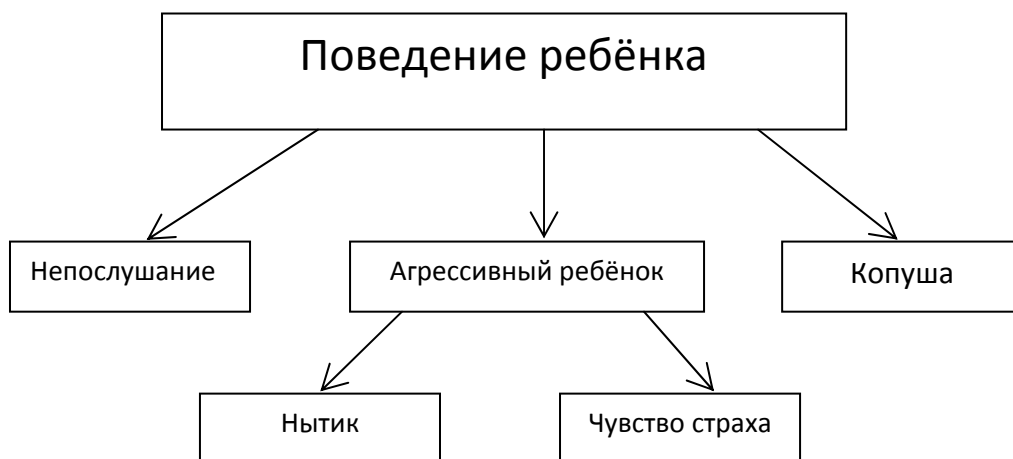 Поведение ребёнка
Непослушание
Агрессивный ребёнок
Копуша
Нытик
Чувство страха